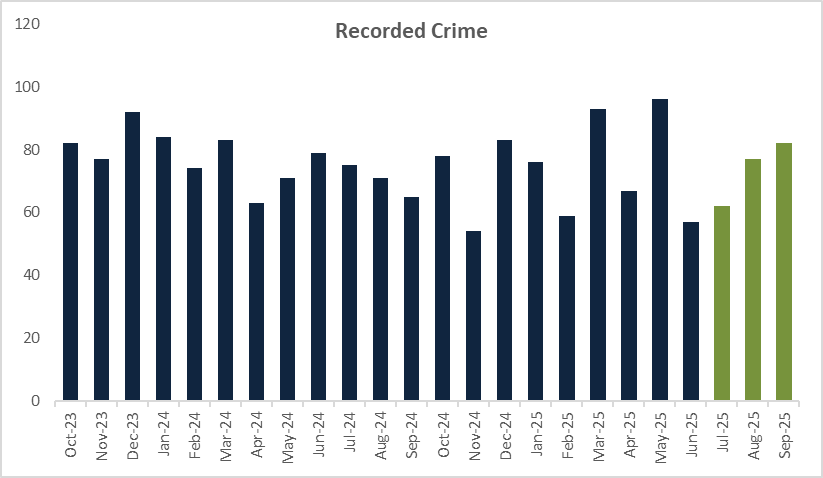 Recorded Crime
120
100
80
60
40
20
0
Oct-23
Nov-23
Dec-23
Jan-24
Feb-24
Mar-24
Apr-24
May-24
Jun-24
Jul-24
Aug-24
Sep-24
Oct-24
Nov-24
Dec-24
Jan-25
Feb-25
Mar-25
Apr-25
May-25
Jun-25
Jul-25
Aug-25
Sep-25